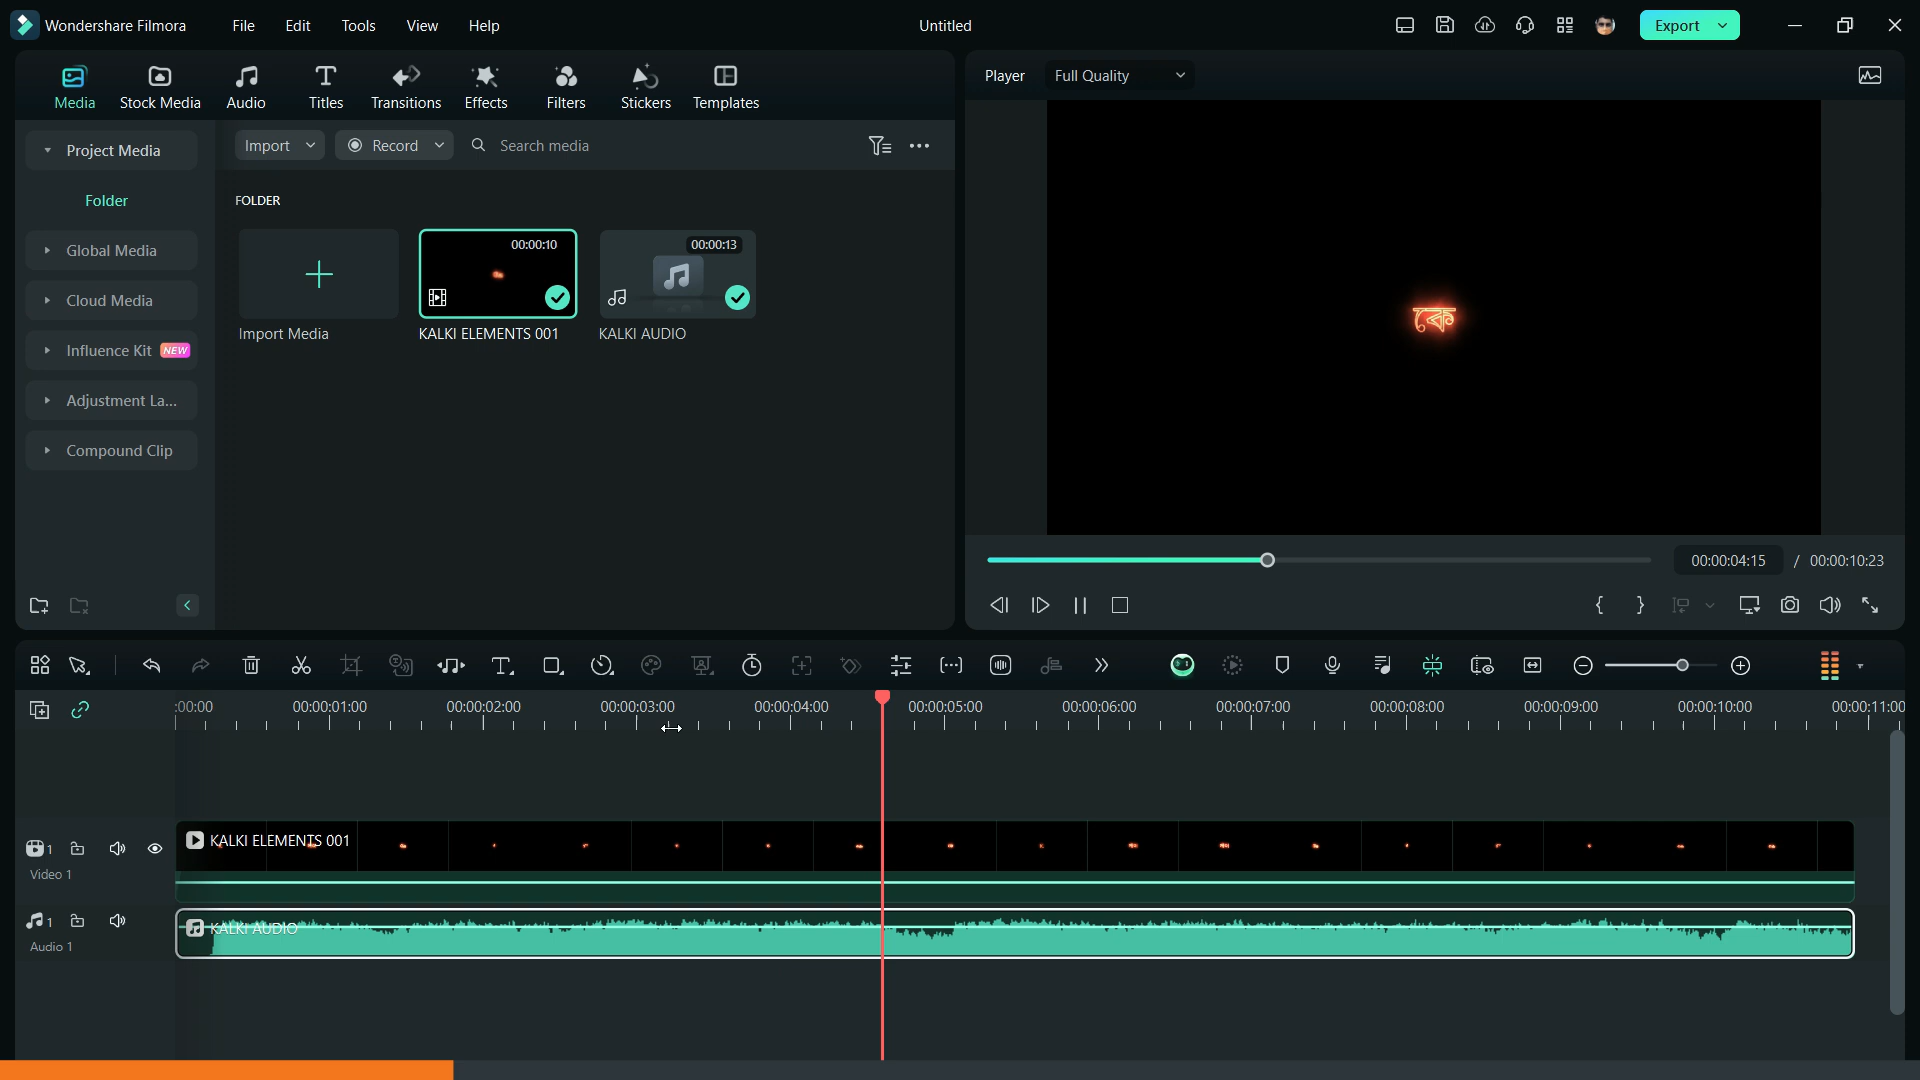 Wondershare Filmora
File
Edit
Tools
View
Help
Untitled
Export
Media
Stock Media
Audio
Titles
Transitions
Effects
Filters
Stickers
Templates
Player
Full Quality
Project Media
Import
Record
Search media
Folder
FOLDER
Global Media
Cloud Media
Influence Kit NEW
Adjustment La...
Compound Clip
00:00:10
00:00:13
Import Media
KALKI ELEMENTS 001
KALKI AUDIO
কে
00:00:04:15 / 00:00:10:23
:00:00
00:00:01:00
00:00:02:00
00:00:03:00
00:00:04:00
00:00:05:00
00:00:06:00
00:00:07:00
00:00:08:00
00:00:09:00
00:00:10:00
00:00:11:00
KALKI ELEMENTS 001
1
Video 1
KALKI AUDIO
1
Audio 1